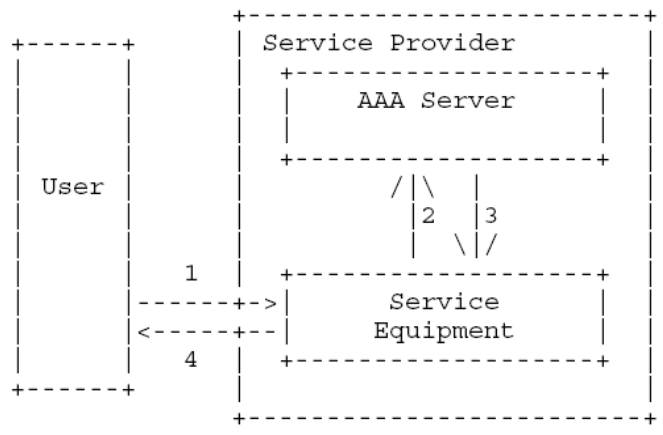 Service Provider
AAA Server
User
2 3
1
Service
Equipment
4